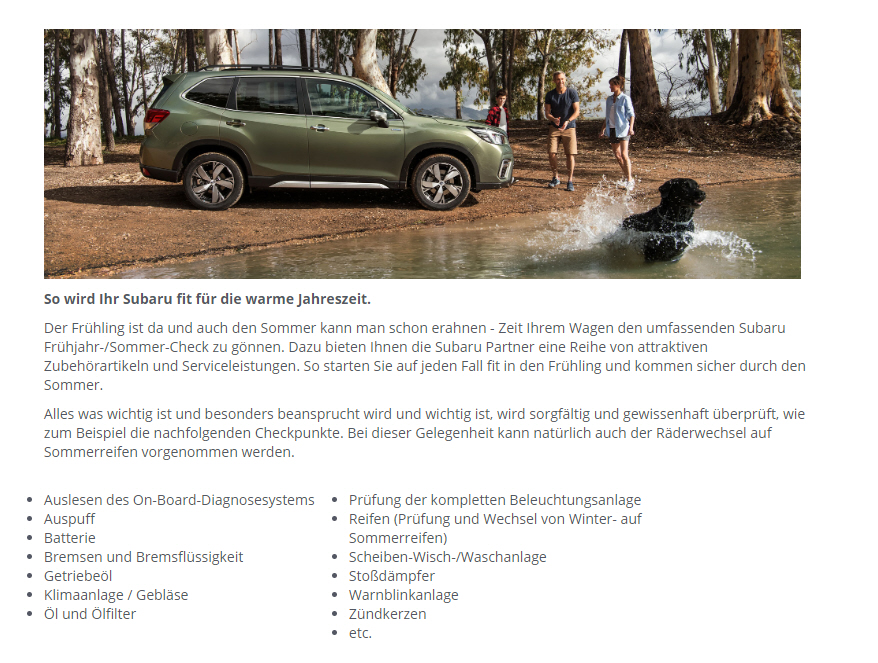 So wird Ihr Subaru fit für die warme Jahreszeit.
Der Frühling ist da und auch den Sommer kann man schon erahnen - Zeit Ihrem Wagen den umfassenden Subaru
Frühjahr-/Sommer-Check zu gönnen. Dazu bieten Ihnen die Subaru Partner eine Reihe von attraktiven
Zubehörartikeln und Serviceleistungen. So starten Sie auf jeden Fall fit in den Frühling und kommen sicher durch den
Sommer.
Alles was wichtig ist und besonders beansprucht wird und wichtig ist, wird sorgfältig und gewissenhaft überprüft, wie
zum Beispiel die nachfolgenden Checkpunkte. Bei dieser Gelegenheit kann natürlich auch der Räderwechsel auf
Sommerreifen vorgenommen werden.
• Auslesen des On-Board-Diagnosesystems
• Auspuff
• Batterie
• Bremsen und Bremsflüssigkeit
• Getriebeöl
• Klimaanlage / Gebläse
• Öl und Ölfilter
• Prüfung der kompletten Beleuchtungsanlage
• Reifen (Prüfung und Wechsel von Winter- auf
Sommerreifen)
• Scheiben-Wisch-/Waschanlage
• Stoßdämpfer
• Warnblinkanlage
• Zündkerzen
• etc.